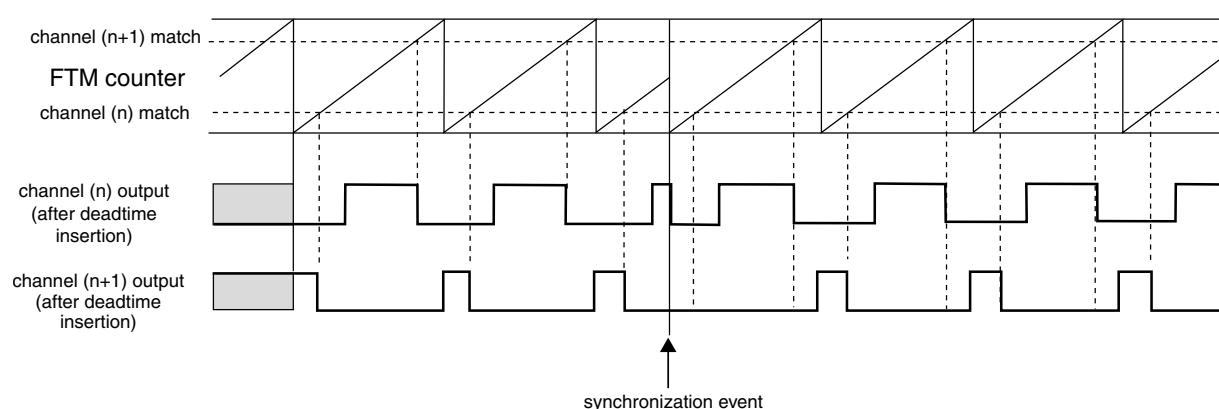 channel (n+1) match
FTM counter
channel (n) match
channel (n) output
(after deadtime
insertion)
channel (n+1) output
(after deadtime
insertion)
synchronization event